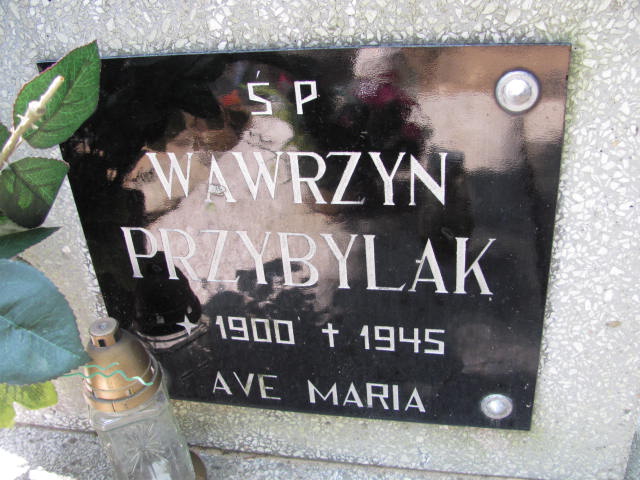 ŚP
WAWRZYN
PRZYBYLAK
★ 1900 ✝ 1945
AVE MARIA